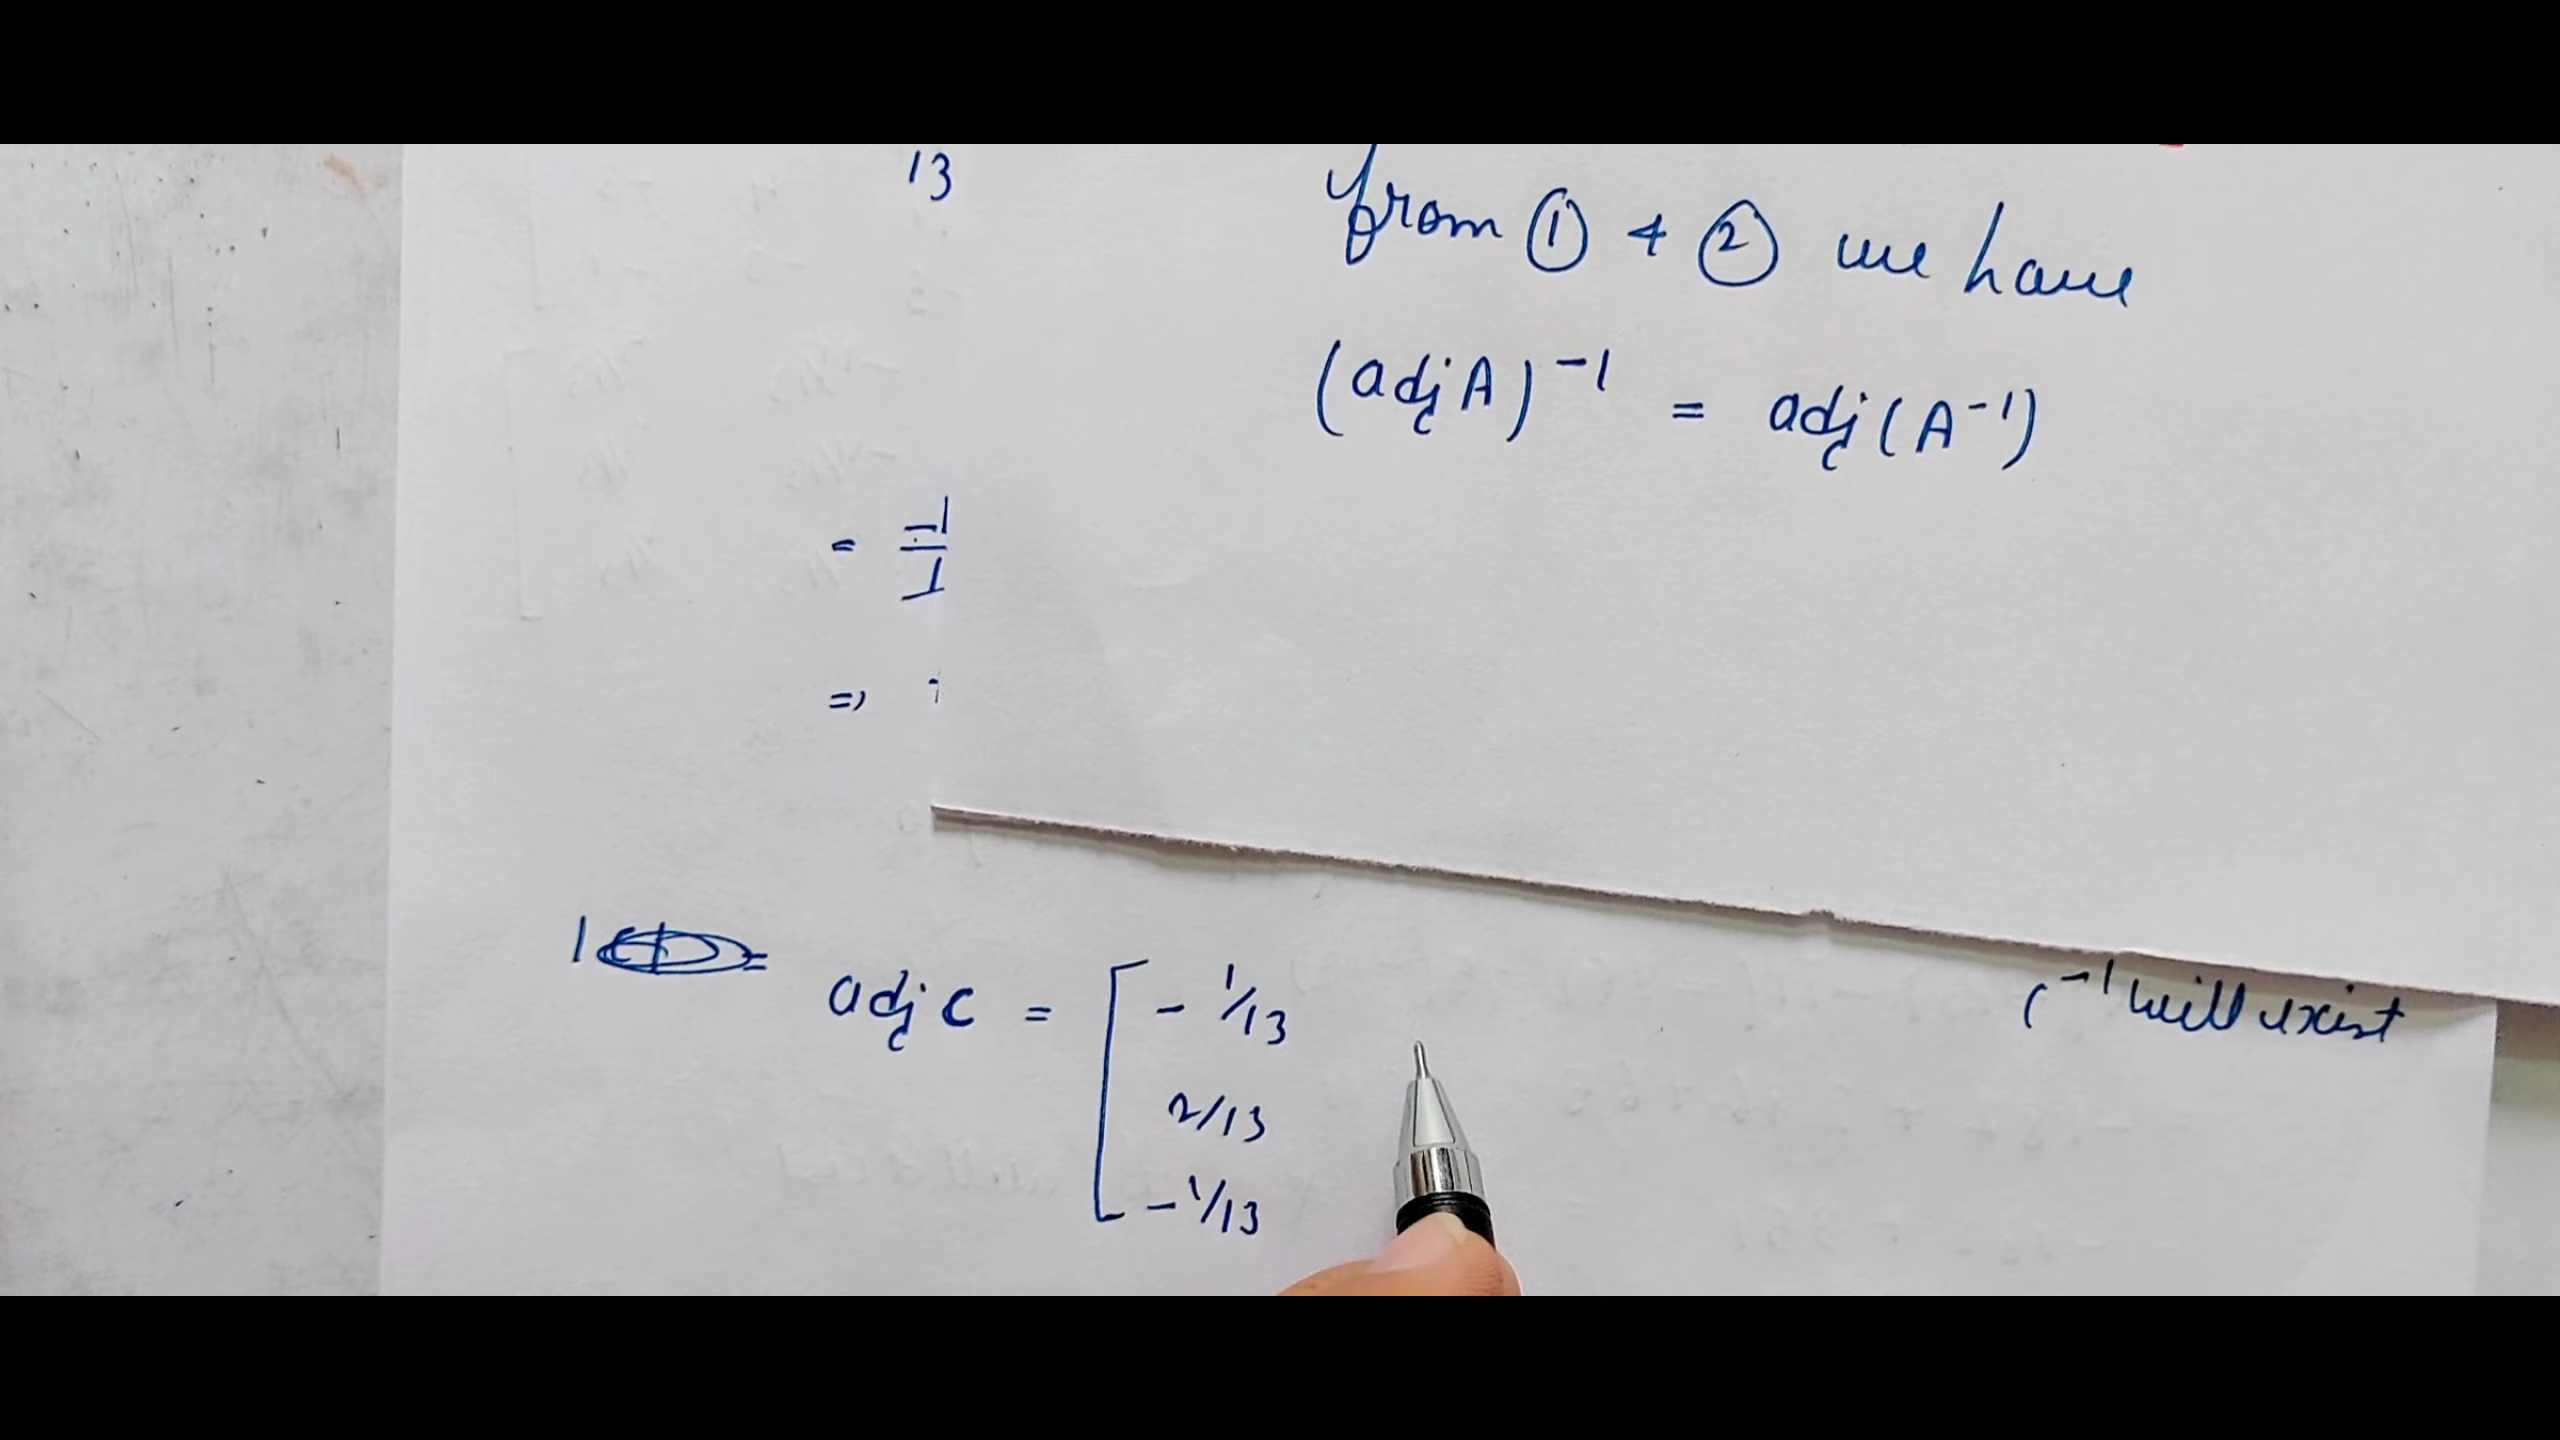 13
from ① & ② we have
(adj A)⁻¹ = adj (A⁻¹)
=
=>
adj C = [ - 1/13
2/13
- 1/13
C⁻¹ will exist